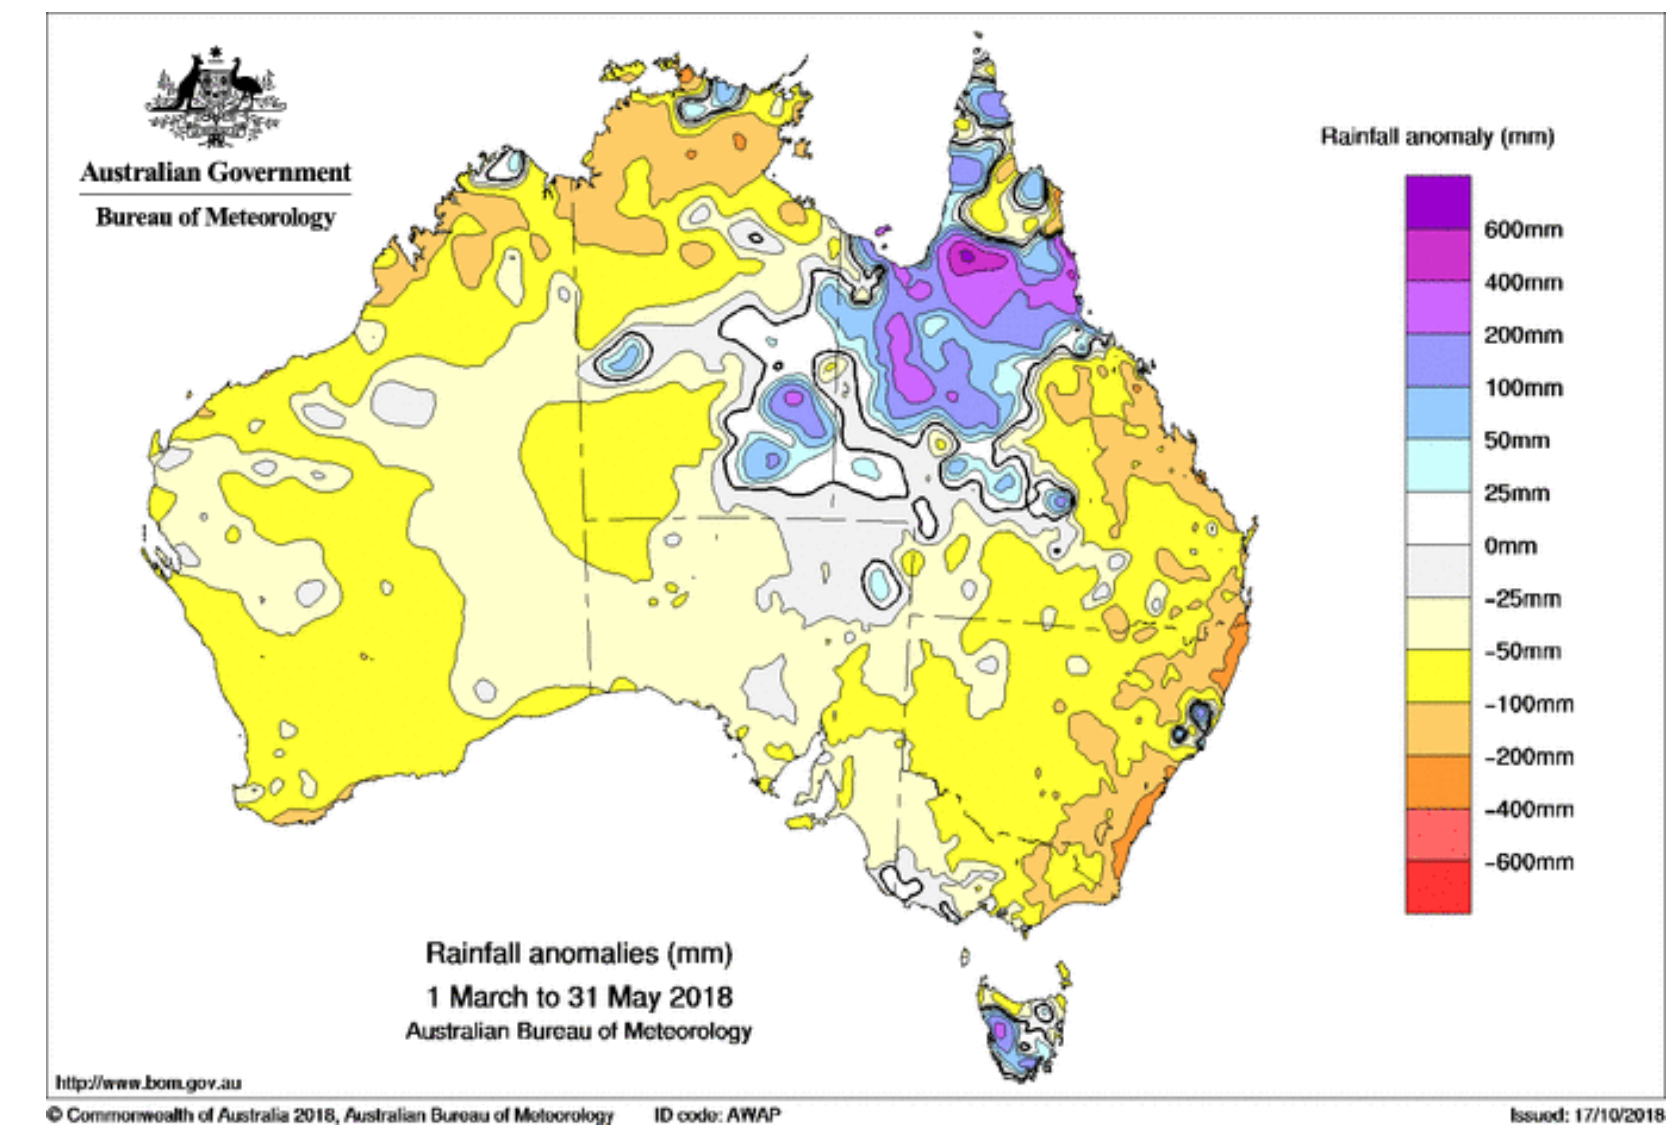 Australian Government
Bureau of Meteorology
Rainfall anomaly (mm)
600mm
400mm
200mm
100mm
50mm
25mm
0mm
-25mm
-50mm
-100mm
-200mm
-400mm
-600mm
Rainfall anomalies (mm)
1 March to 31 May 2018
Australian Bureau of Meteorology
http://www.bom.gov.au
© Commonwealth of Australia 2018, Australian Bureau of Meteorology ID code: AWAP Issued: 17/10/2018